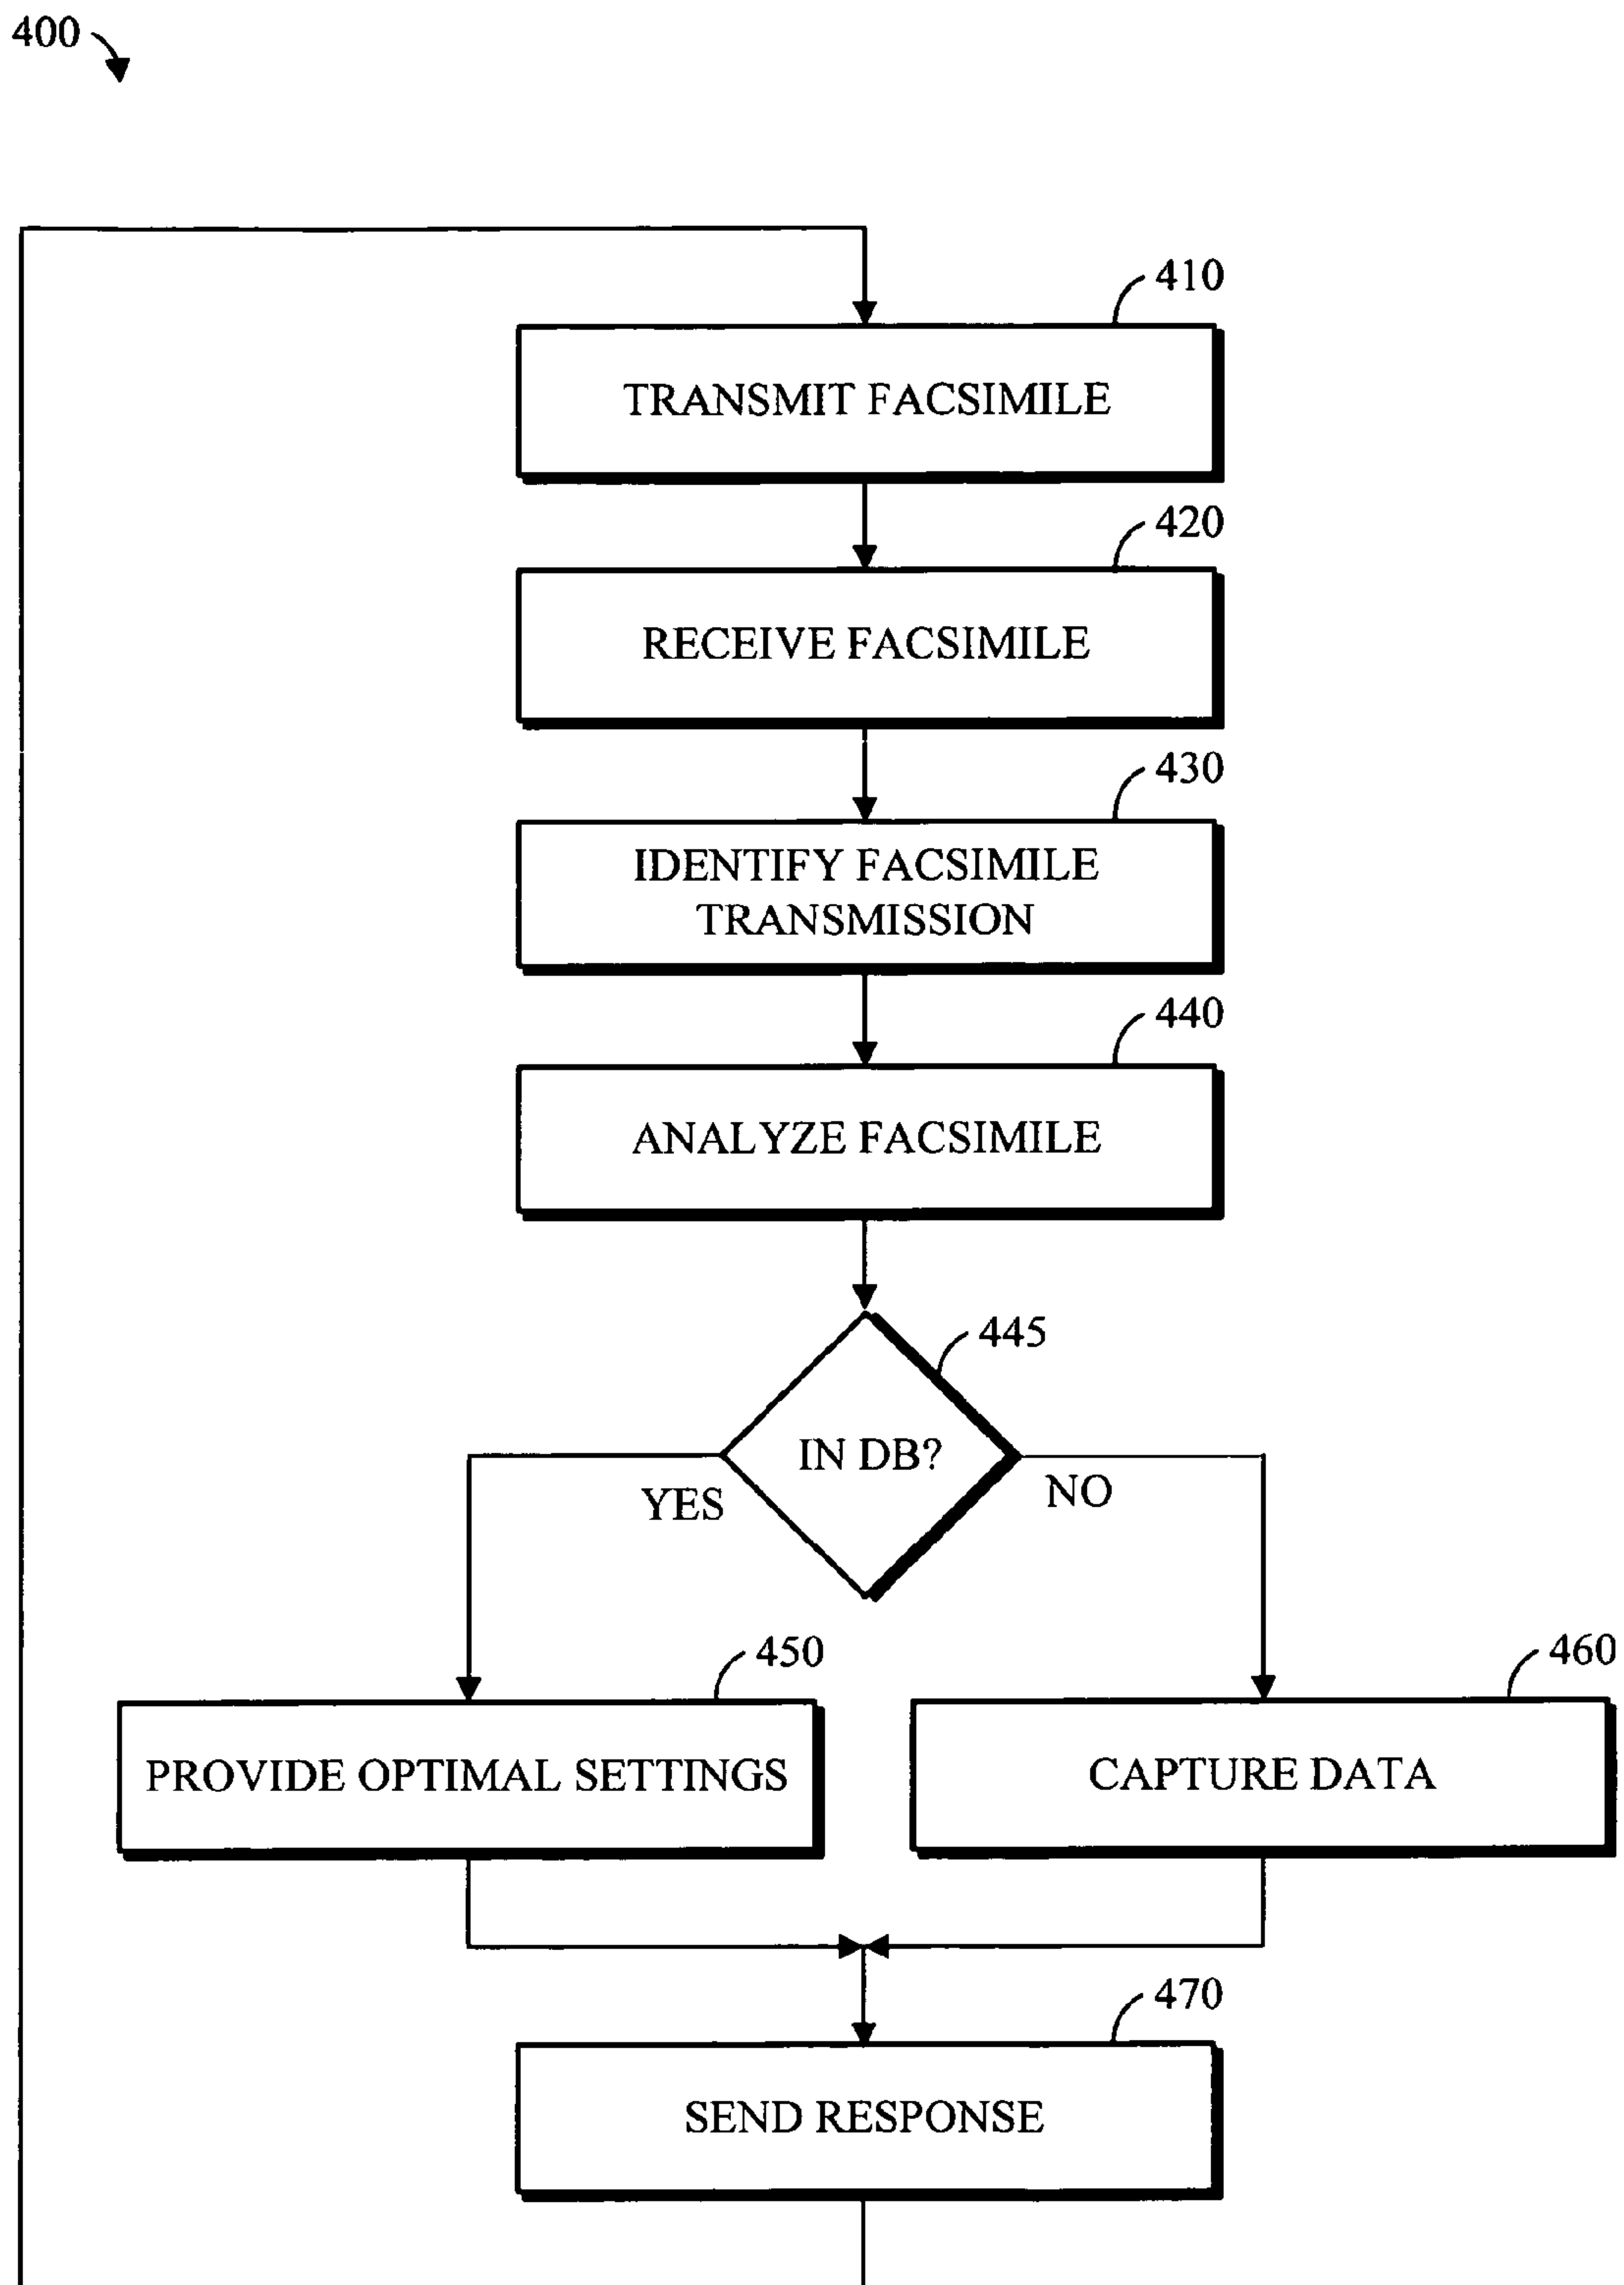 400
410
TRANSMIT FACSIMILE
420
RECEIVE FACSIMILE
430
IDENTIFY FACSIMILE
TRANSMISSION
440
ANALYZE FACSIMILE
445
IN DB?
YES
NO
450
460
PROVIDE OPTIMAL SETTINGS
CAPTURE DATA
470
SEND RESPONSE